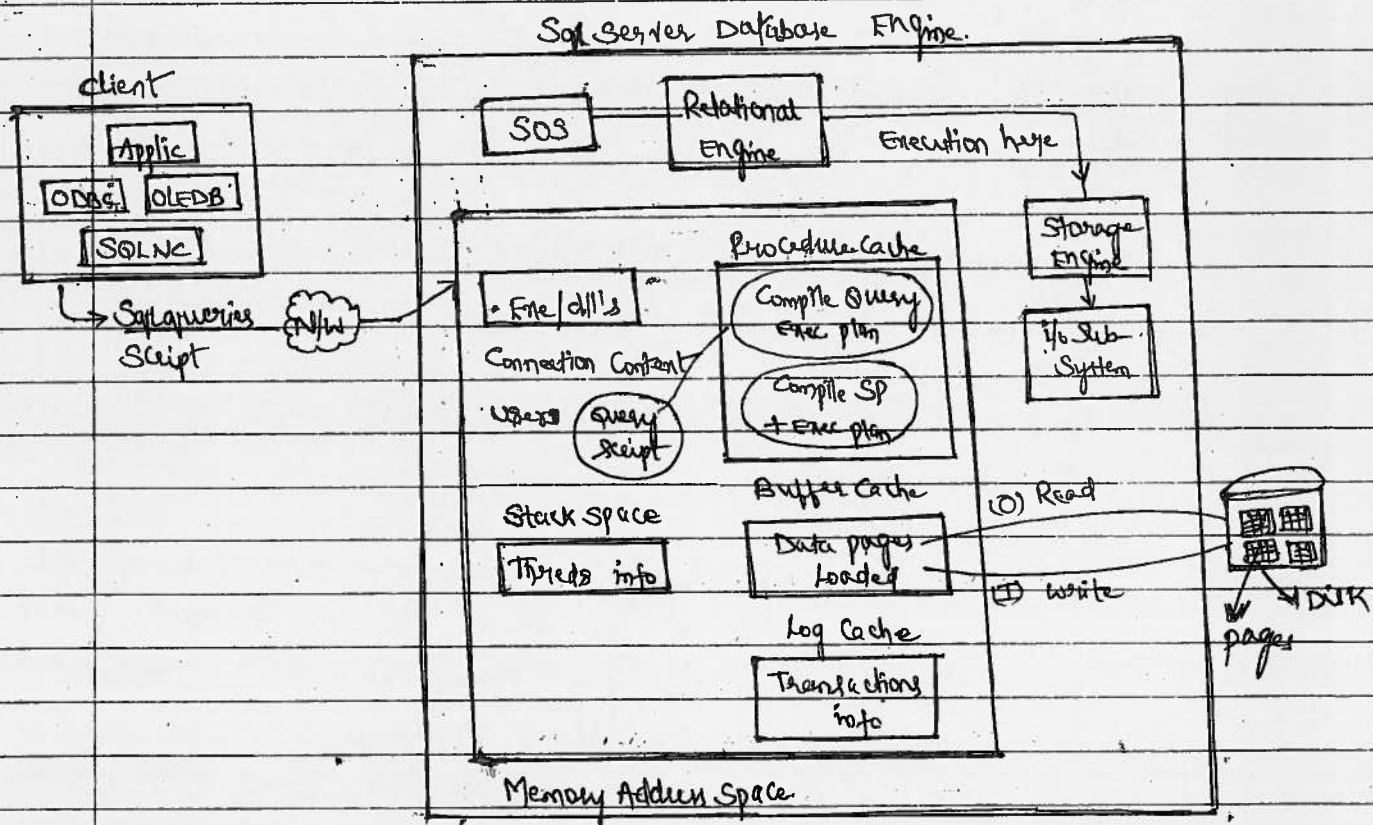 Sql Server Database Engine.
Client
Applic
ODBC
OLEDB
SQLNC
Sqlqueries
Script
N/W
SOS
Relational
Engine
Execution here
Storage
Engine
i/o Sub
System
Exe/dll's
Connection Content
Users
Query
Script
Procedure Cache
Compile Query
Exec plan
Compile SP
+ Exec plan
Stack Space
Threds info
Buffer Cache
Data pages
Loaded
(O) Read
(I) write
DISK
pages
Log Cache
Transactions
info
Memory Address Space.